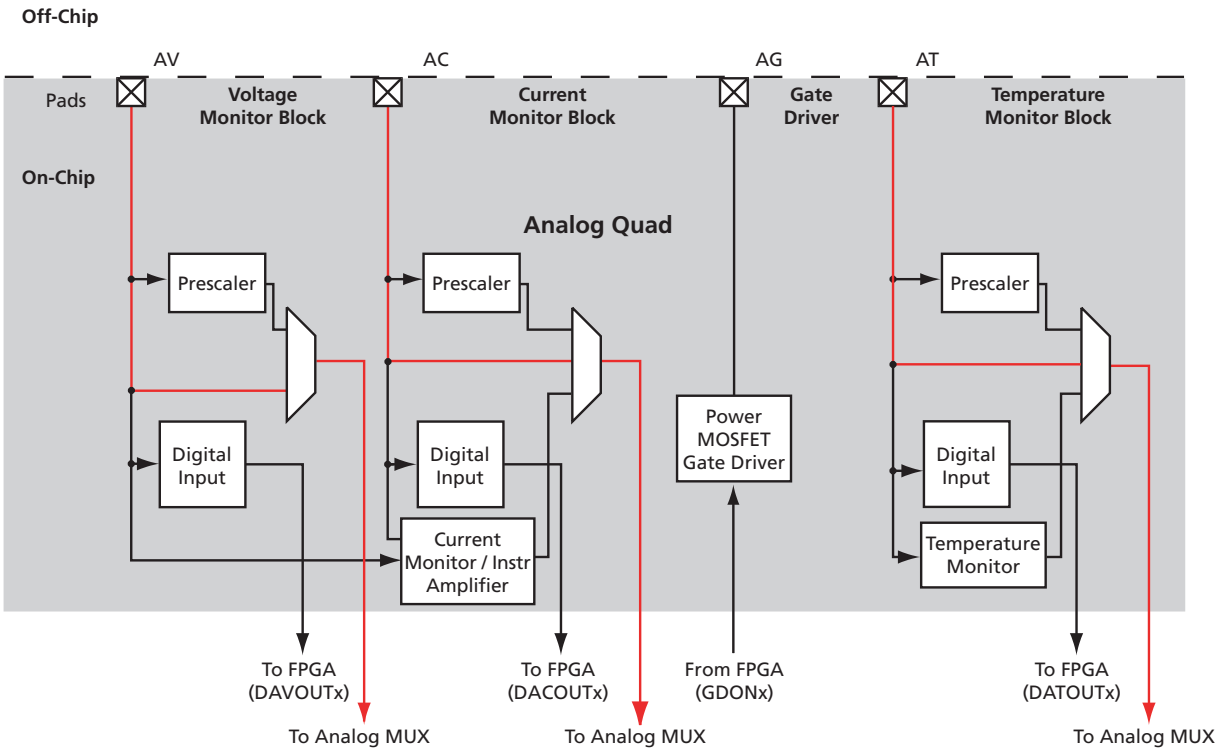 Off-Chip
AV
AC
AG
AT
Pads
Voltage
Monitor Block
Current
Monitor Block
Gate
Driver
Temperature
Monitor Block
On-Chip
Analog Quad
Prescaler
Prescaler
Prescaler
Power
MOSFET
Gate Driver
Digital
Input
Digital
Input
Digital
Input
Current
Monitor / Instr
Amplifier
Temperature
Monitor
To FPGA
(DAVOUTx)
To FPGA
(DACOUTx)
From FPGA
(GDONx)
To FPGA
(DATOUTx)
To Analog MUX
To Analog MUX
To Analog MUX